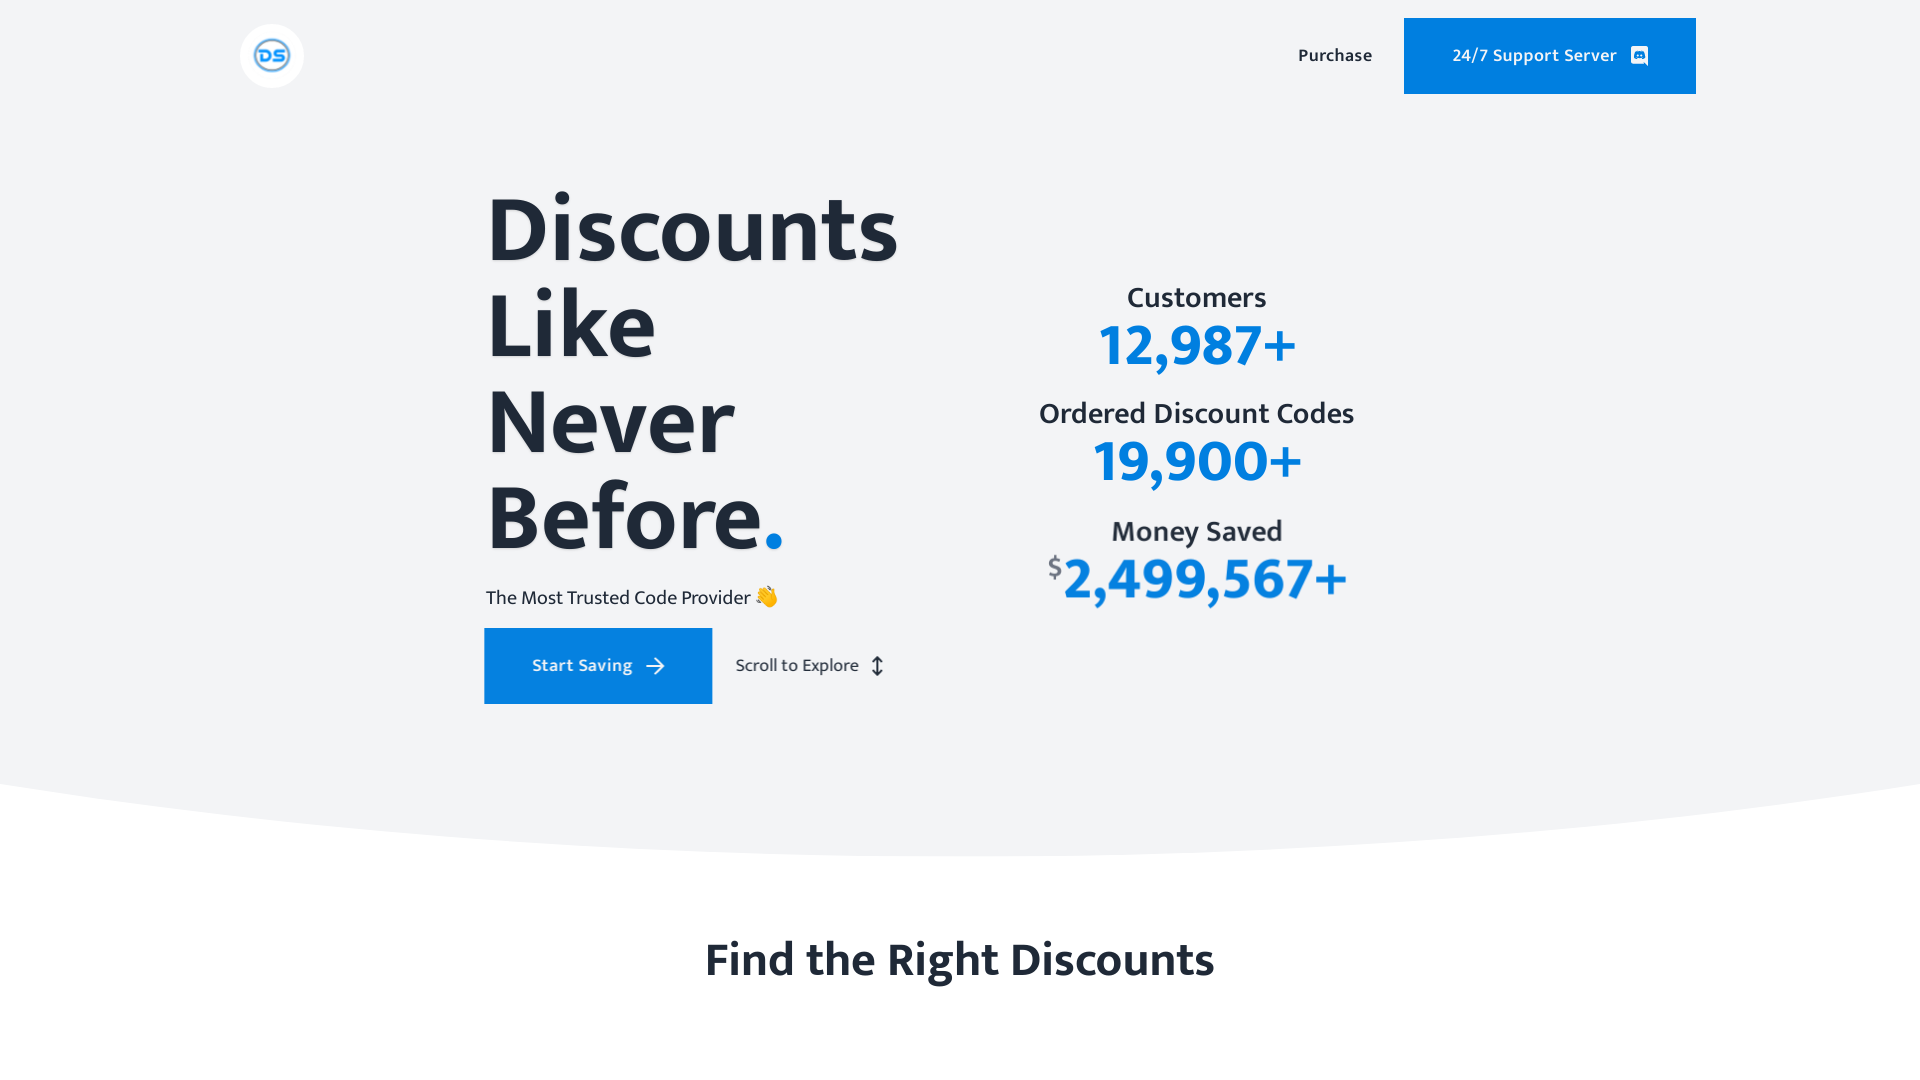 DS
Purchase
24/7 Support Server
Discounts
Like
Never
Before.
The Most Trusted Code Provider 👋
Start Saving →
Scroll to Explore ↕
Customers
12,987+
Ordered Discount Codes
19,900+
Money Saved
$2,499,567+
Find the Right Discounts